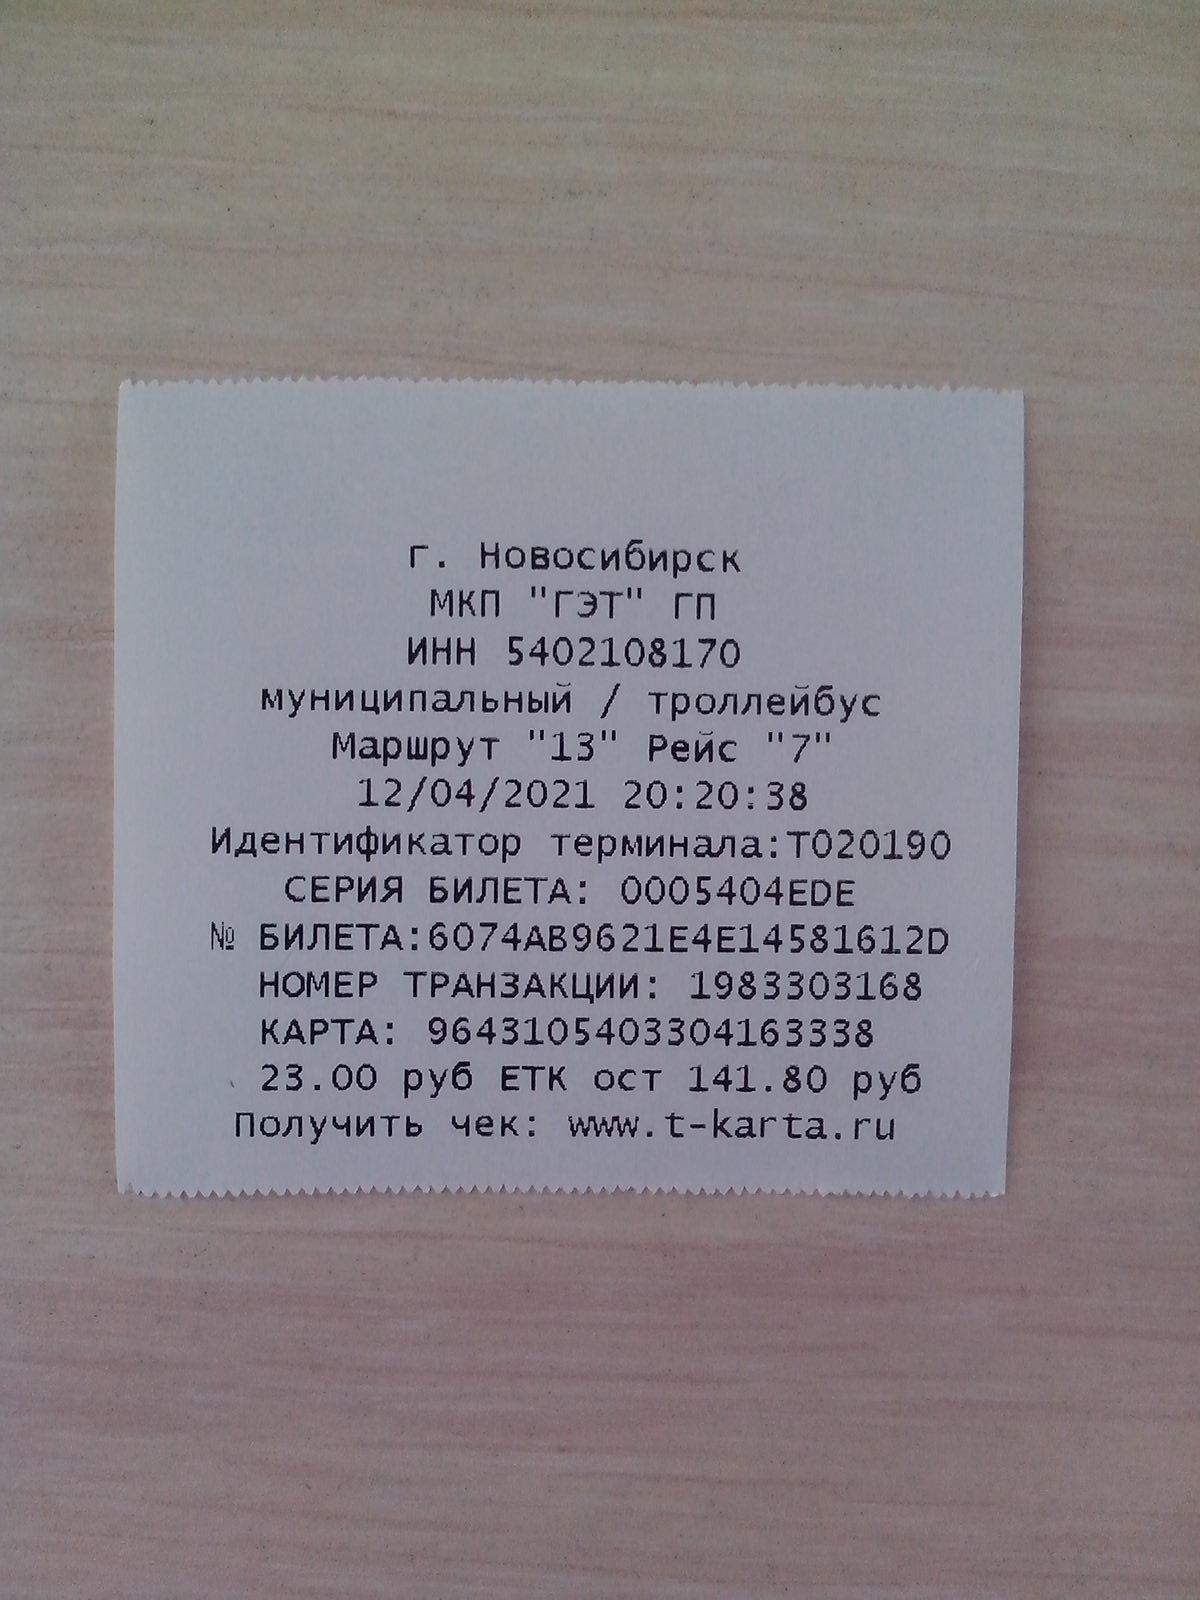 г. Новосибирск
МКП "ГЭТ" ГП
ИНН 5402108170
муниципальный / троллейбус
Маршрут "13" Рейс "7"
12/04/2021 20:20:38
Идентификатор терминала:T020190
СЕРИЯ БИЛЕТА: 0005404EDE
№ БИЛЕТА:6074AB9621E4E14581612D
НОМЕР ТРАНЗАКЦИИ: 1983303168
КАРТА: 9643105403304163338
23.00 руб ЕТК ост 141.80 руб
Получить чек: www.t-karta.ru